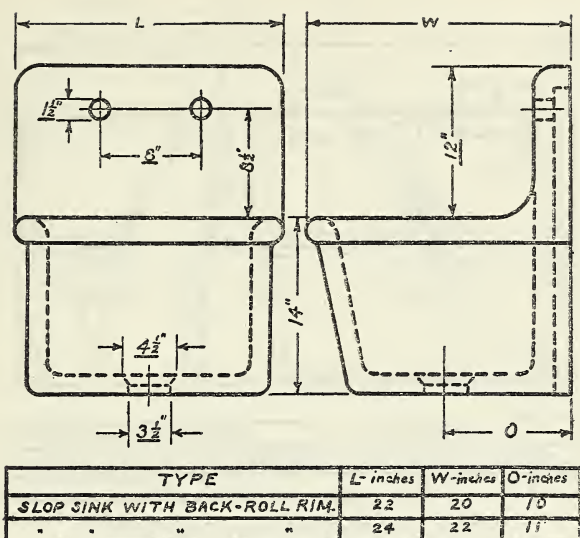 L W
1½"
8"
8½"
12"
14"
4½"
3½"
O
TYPE L-inches W-inches O-inches
SLOP SINK WITH BACK-ROLL RIM. 22 20 10
" " " " 24 22 11